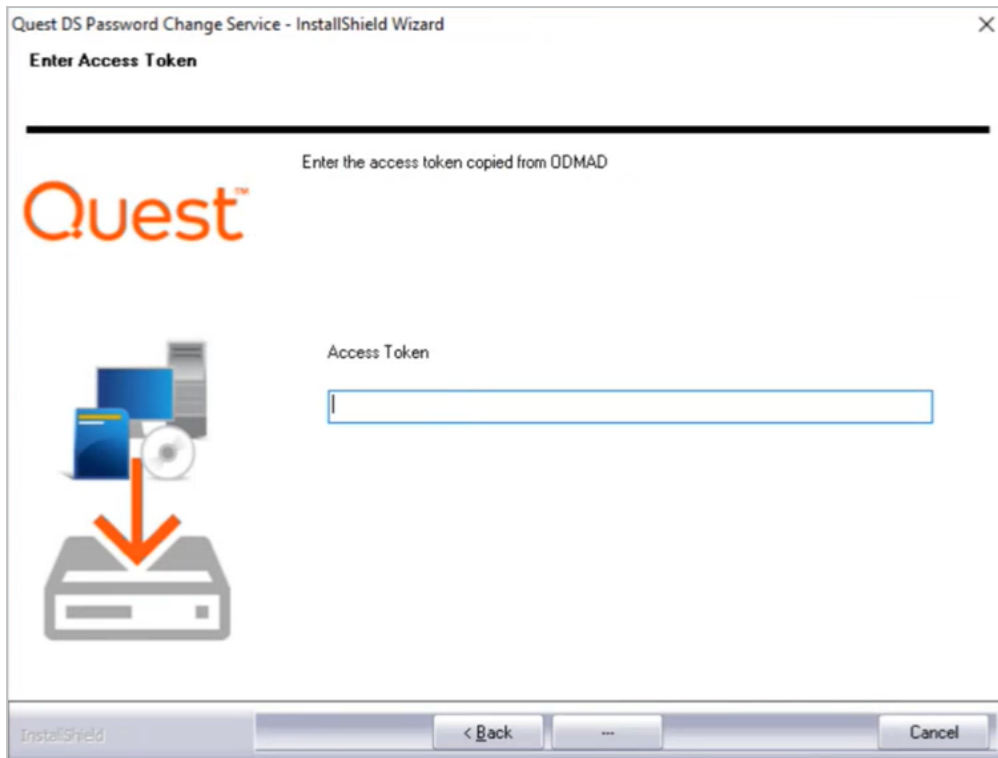 Quest DS Password Change Service - InstallShield Wizard
Enter Access Token
Enter the access token copied from ODMAD
Quest™
Access Token
InstallShield
< Back
---
Cancel